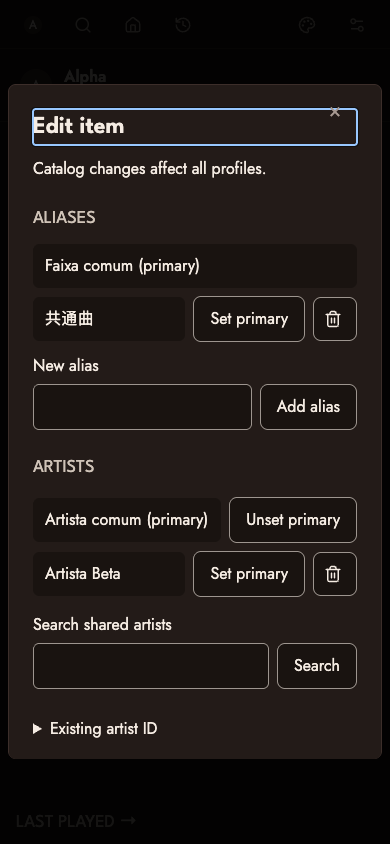 A
Alpha
Edit item
×
Catalog changes affect all profiles.
ALIASES
Faixa comum (primary)
共通曲
Set primary
New alias
Add alias
ARTISTS
Artista comum (primary)
Unset primary
Artista Beta
Set primary
Search shared artists
Search
▶ Existing artist ID
LAST PLAYED →